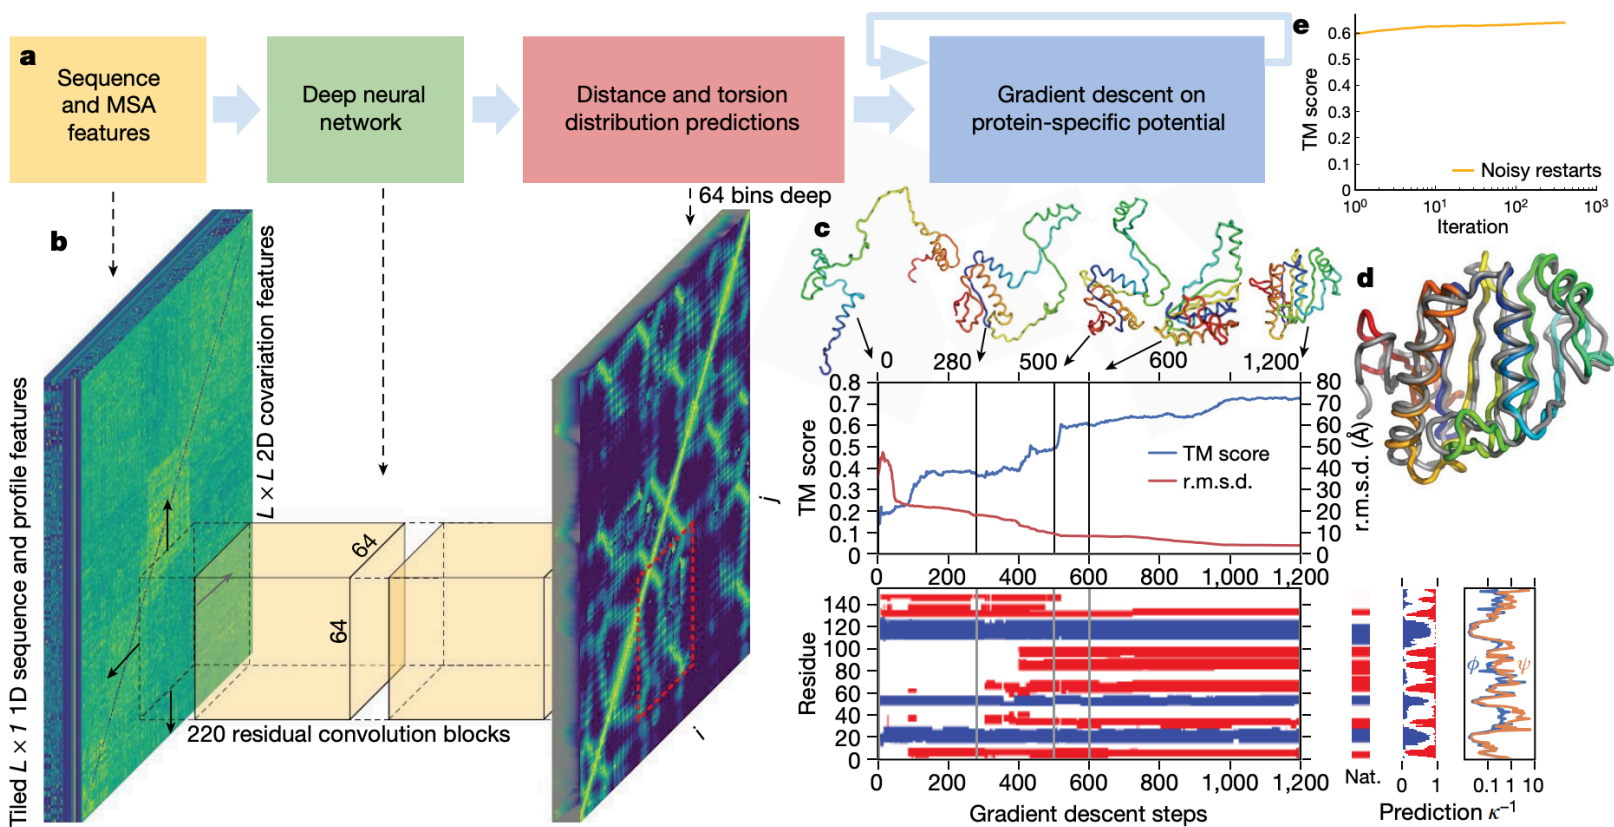 a
Sequence
and MSA
features
Deep neural
network
Distance and torsion
distribution predictions
Gradient descent on
protein-specific potential
e
TM score
0.6
0.5
0.4
0.3
0.2
0.1
0
Noisy restarts
10⁰ 10¹ 10² 10³
Iteration
b
Tiled L × 1 1D sequence and profile features
L × L 2D covariation features
64
64
220 residual convolution blocks
64 bins deep
i
j
c
0 280 500 600 1,200
TM score
0.8
0.7
0.6
0.5
0.4
0.3
0.2
0.1
0
TM score
r.m.s.d.
80
70
60
50
40
30
20
10
0
r.m.s.d. (Å)
0 200 400 600 800 1,000 1,200
Residue
140
120
100
80
60
40
20
0
0 200 400 600 800 1,000 1,200
Gradient descent steps
d
Nat.
0 1
ϕ ψ
0.1 1 10
Prediction κ⁻¹